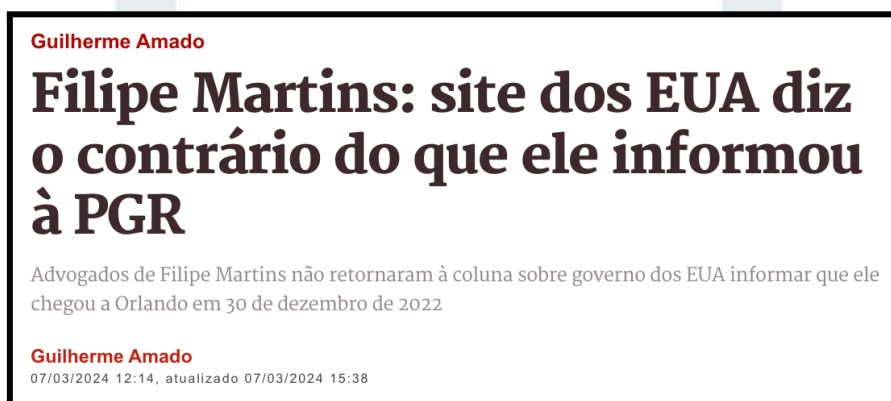 Guilherme Amado
Filipe Martins: site dos EUA diz
o contrário do que ele informou
à PGR
Advogados de Filipe Martins não retornaram à coluna sobre governo dos EUA informar que ele
chegou a Orlando em 30 de dezembro de 2022
Guilherme Amado
07/03/2024 12:14, atualizado 07/03/2024 15:38